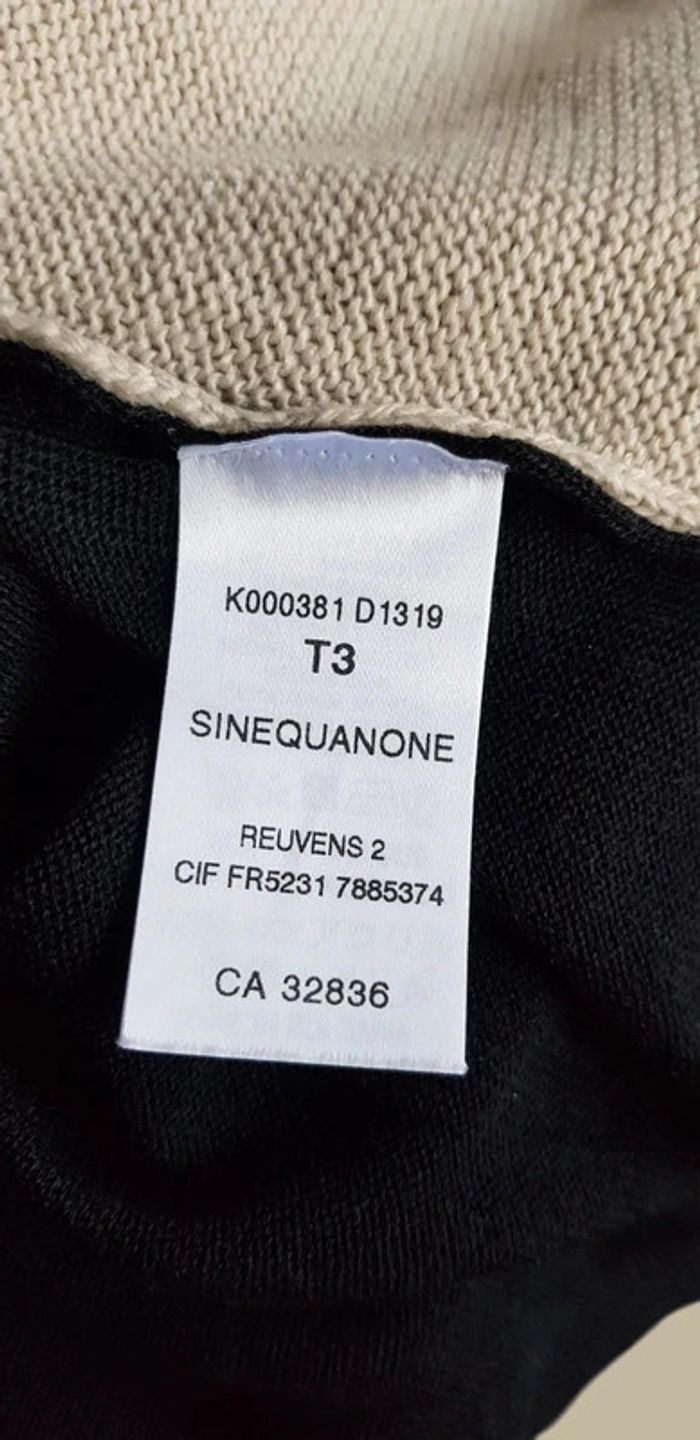 K000381 D1319
T3
SINEQUANONE
REUVENS 2
CIF FR5231 7885374
CA 32836